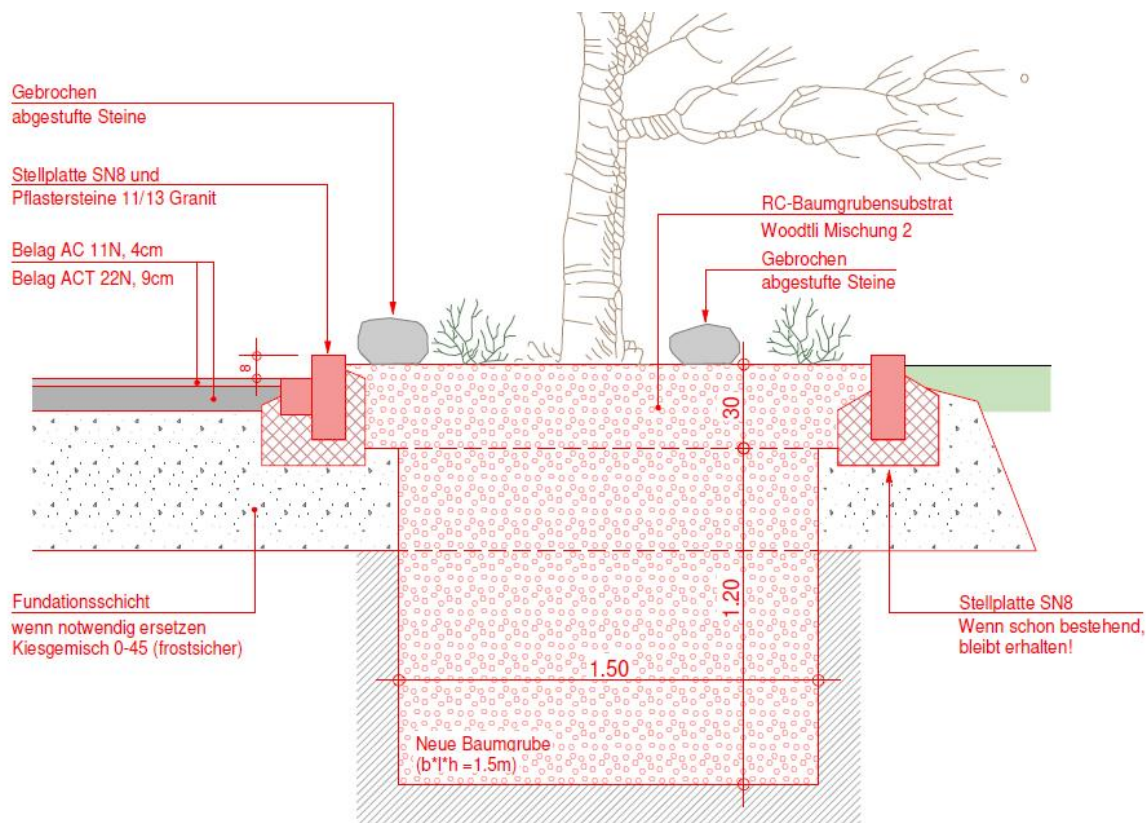 Gebrochen
abgestufte Steine
Stellplatte SN8 und
Pflastersteine 11/13 Granit
Belag AC 11N, 4cm
Belag ACT 22N, 9cm
8
RC-Baumgrubensubstrat
Woodtli Mischung 2
Gebrochen
abgestufte Steine
30
1.20
1.50
Fundationsschicht
wenn notwendig ersetzen
Kiesgemisch 0-45 (frostsicher)
Neue Baumgrube
(b*l*h =1.5m)
Stellplatte SN8
Wenn schon bestehend,
bleibt erhalten!